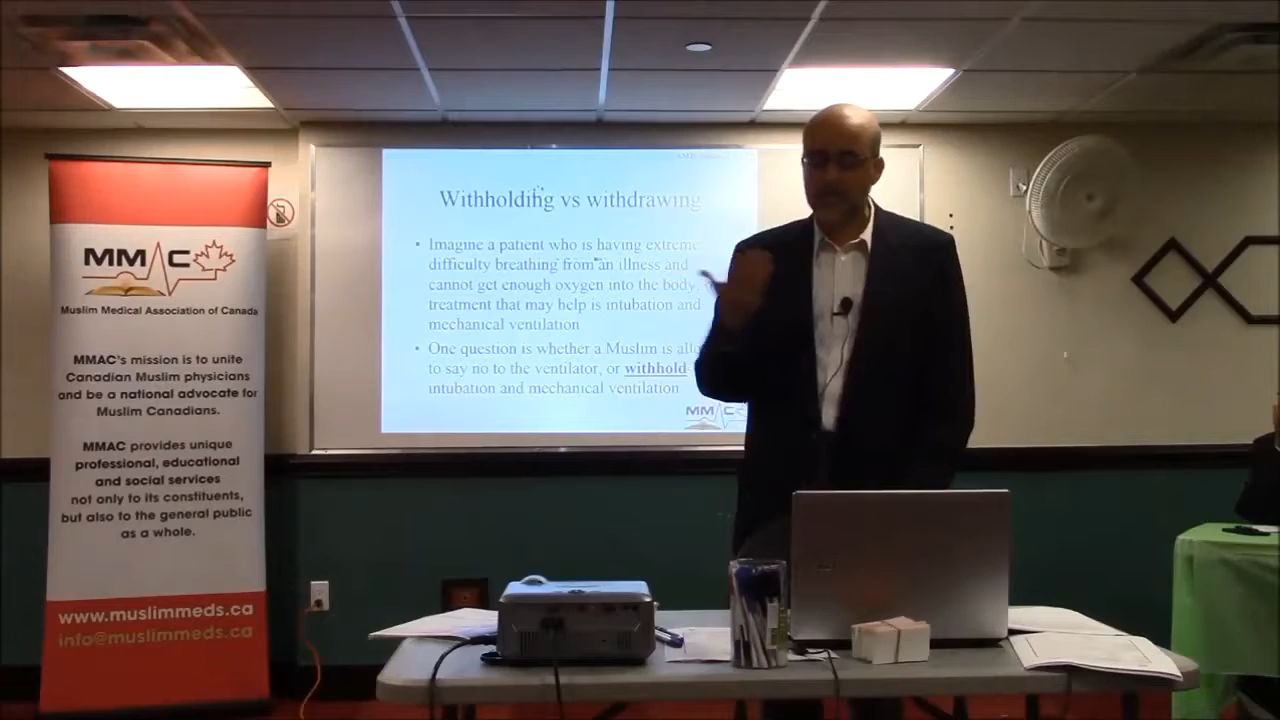 MMAC
Muslim Medical Association of Canada
MMAC's mission is to unite
Canadian Muslim physicians
and be a national advocate for
Muslim Canadians.
MMAC provides unique
professional, educational
and social services
not only to its constituents,
but also to the general public
as a whole.
www.muslimmeds.ca
info@muslimmeds.ca
Withholding vs withdrawing
• Imagine a patient who is having extreme
difficulty breathing from an illness and
cannot get enough oxygen into the body.
treatment that may help is intubation and
mechanical ventilation
• One question is whether a Muslim is
to say no to the ventilator, or withhold
intubation and mechanical ventilation
MMAC